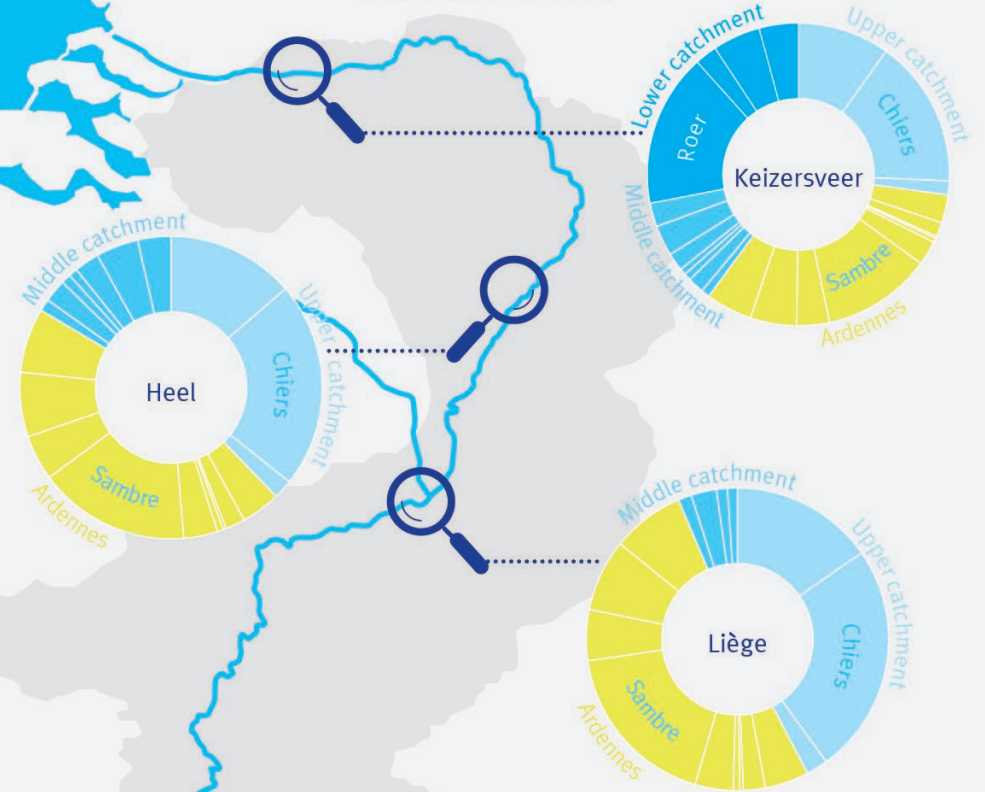 Lower catchment
Upper catchment
Chiers
Roer
Keizersveer
Middle catchment
Sambre
Ardennes
Middle catchment
Upper catchment
Chiers
Heel
Sambre
Ardennes
Middle catchment
Upper catchment
Chiers
Liège
Sambre
Ardennes